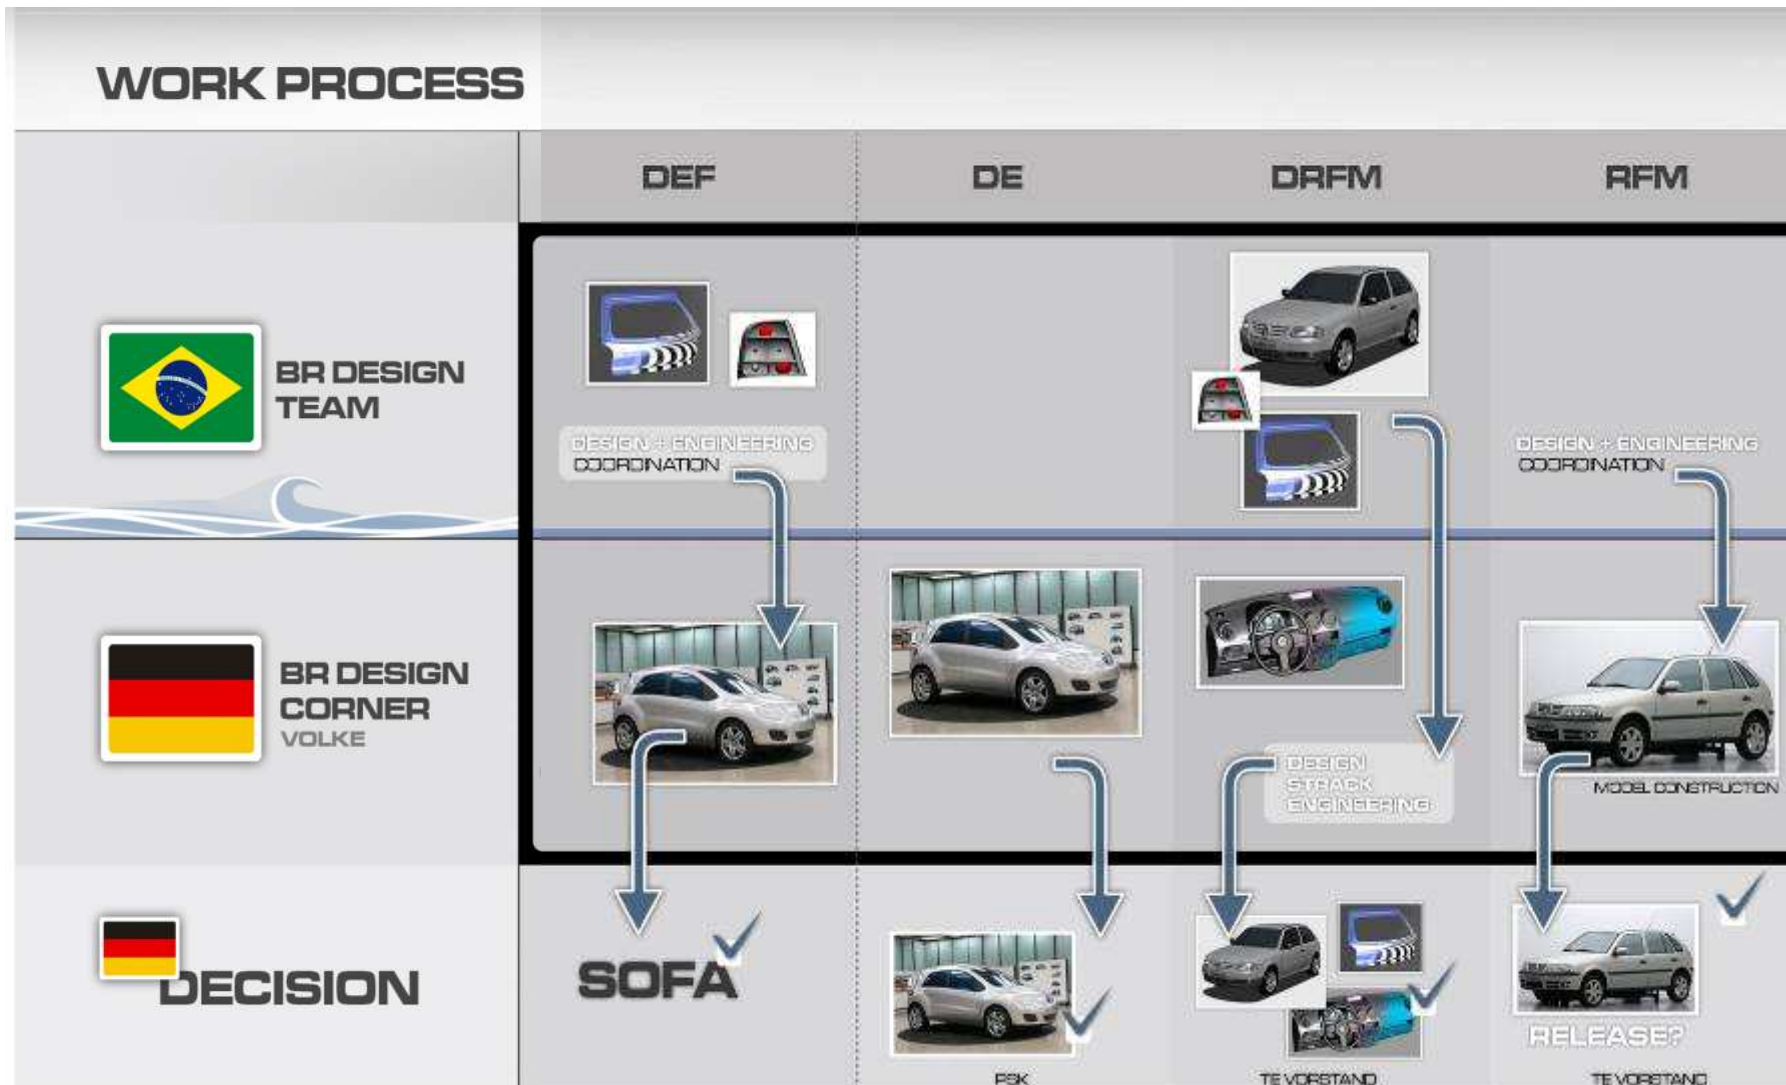 WORK PROCESS
DEF
DE
DRFM
RFM
BR DESIGN
TEAM
DESIGN + ENGINEERING
COORDINATION
DESIGN + ENGINEERING
COORDINATION
BR DESIGN
CORNER
VOLKE
DESIGN
STRACK
ENGINEERING
MODEL CONSTRUCTION
DECISION
SOFA
RELEASE?
PSK
TE VORSTAND
TE VORSTAND